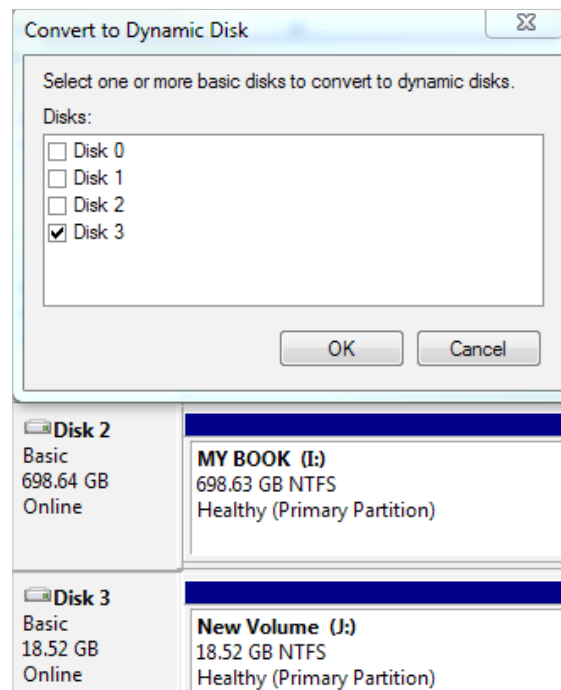 Convert to Dynamic Disk
Select one or more basic disks to convert to dynamic disks.
Disks:
Disk 0
Disk 1
Disk 2
Disk 3
OK
Cancel
Disk 2
Basic
698.64 GB
Online
MY BOOK (I:)
698.63 GB NTFS
Healthy (Primary Partition)
Disk 3
Basic
18.52 GB
Online
New Volume (J:)
18.52 GB NTFS
Healthy (Primary Partition)